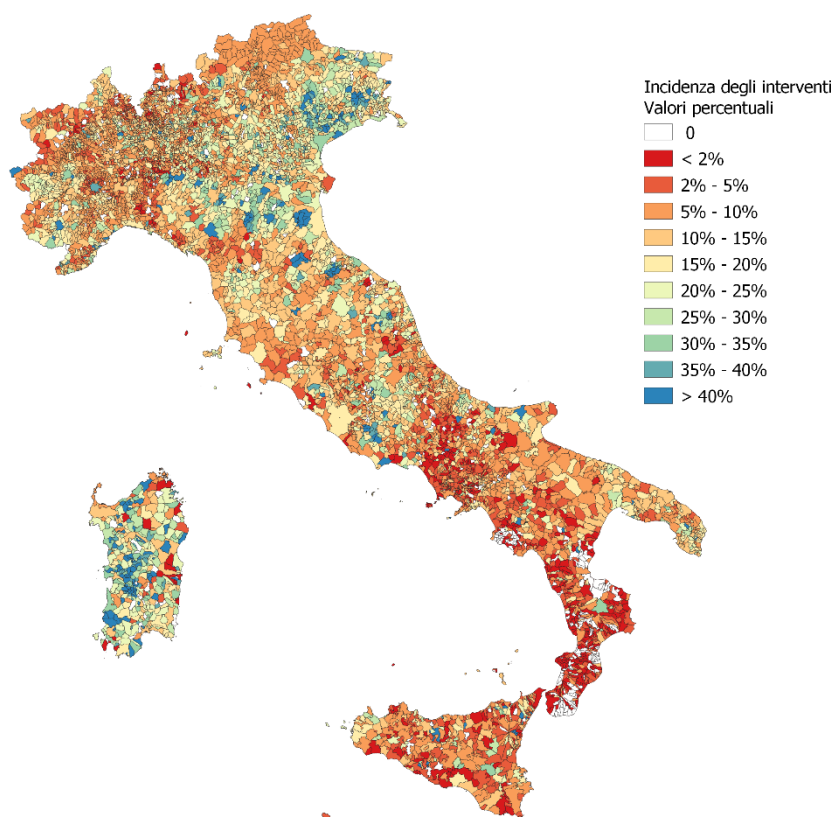 Incidenza degli interventi
Valori percentuali
0
< 2%
2% - 5%
5% - 10%
10% - 15%
15% - 20%
20% - 25%
25% - 30%
30% - 35%
35% - 40%
> 40%